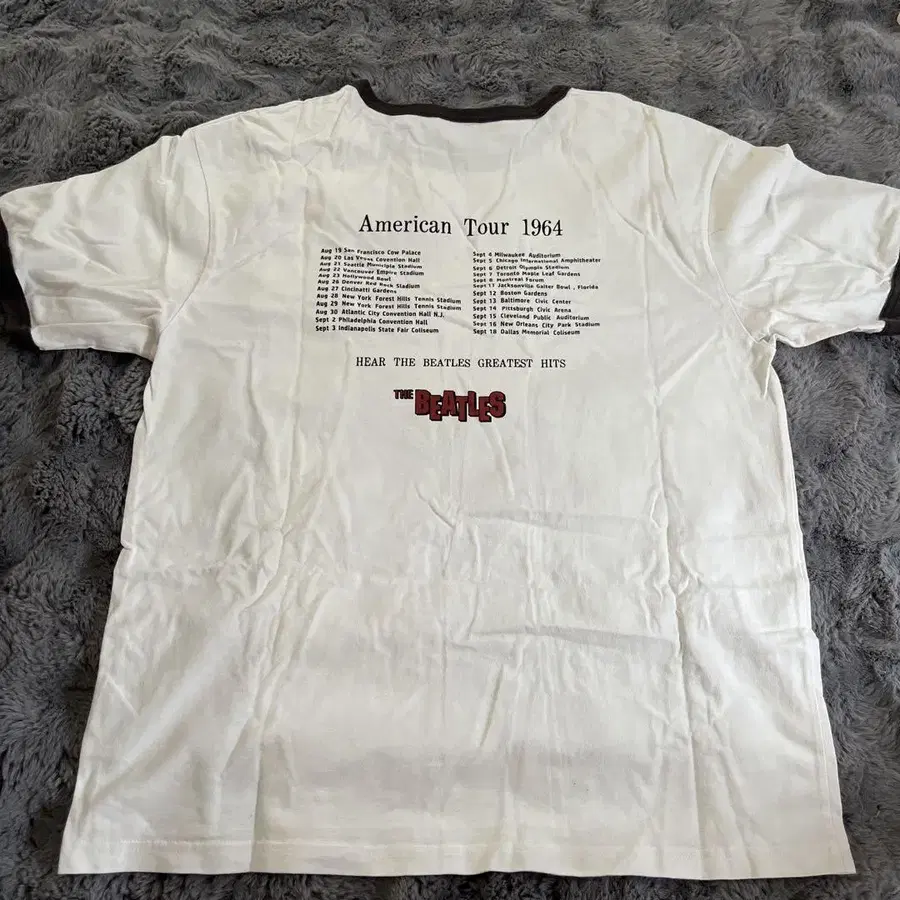 American Tour 1964
Aug 19 San Francisco Cow Palace
Aug 20 Las Vegas Covention Hall
Aug 21 Seattle Municipla Stadium
Aug 22 Vancouver Empire Stadium
Aug 23 Hollywood Bowl
Aug 26 Denver Red Rock Stadium
Aug 27 Cincinatti Gardens
Aug 28 New York Forest Hills Tennis Stadium
Aug 29 New York Forest Hills Tennis Stadium
Aug 30 Atlantic City Convention Hall N.J.
Sept 2 Philadelphia Convention Hall
Sept 3 Indianapolis State Fair Coliseum
Sept 4 Milwaukee Auditorium
Sept 5 Chicago International Amphitheater
Sept 6 Detroit Olympia Stadium
Sept 7 Toronto Maple Leaf Gardens
Sept 8 Montreal Forum
Sept 11 Jacksonville Gator Bowl, Florida
Sept 12 Boston Gardens
Sept 13 Baltimore Civic Center
Sept 14 Pittsburgh Civic Arena
Sept 15 Cleveland Public Auditorium
Sept 16 New Orleans City Park Stadium
Sept 18 Dallas Memorial Coliseum
HEAR THE BEATLES GREATEST HITS
THE BEATLES